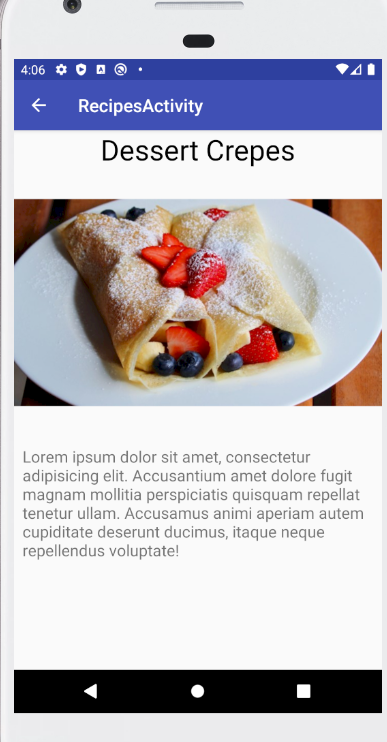 4:06
RecipesActivity
Dessert Crepes
Lorem ipsum dolor sit amet, consectetur
adipisicing elit. Accusantium amet dolore fugit
magnam mollitia perspiciatis quisquam repellat
tenetur ullam. Accusamus animi aperiam autem
cupiditate deserunt ducimus, itaque neque
repellendus voluptate!